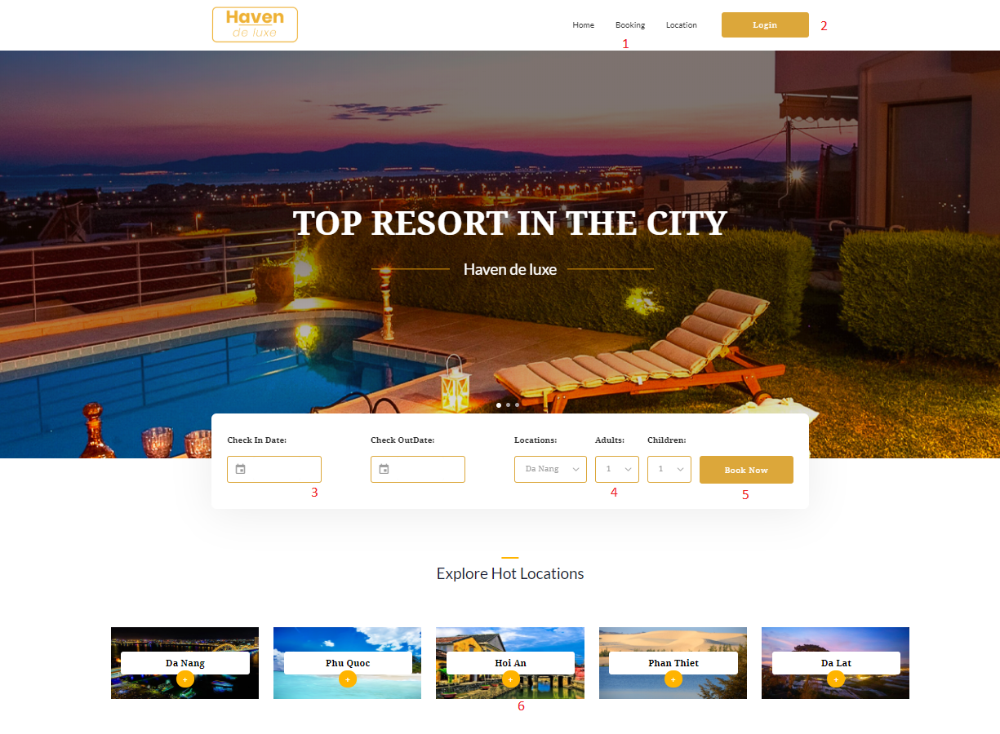 Haven
de luxe
Home Booking Location Login 2
1
TOP RESORT IN THE CITY
Haven de luxe
Check In Date: Check OutDate: Locations: Adults: Children:
Da Nang 1 1 Book Now
3 4 5
Explore Hot Locations
Da Nang Phu Quoc Hoi An Phan Thiet Da Lat
+ + + + +
6